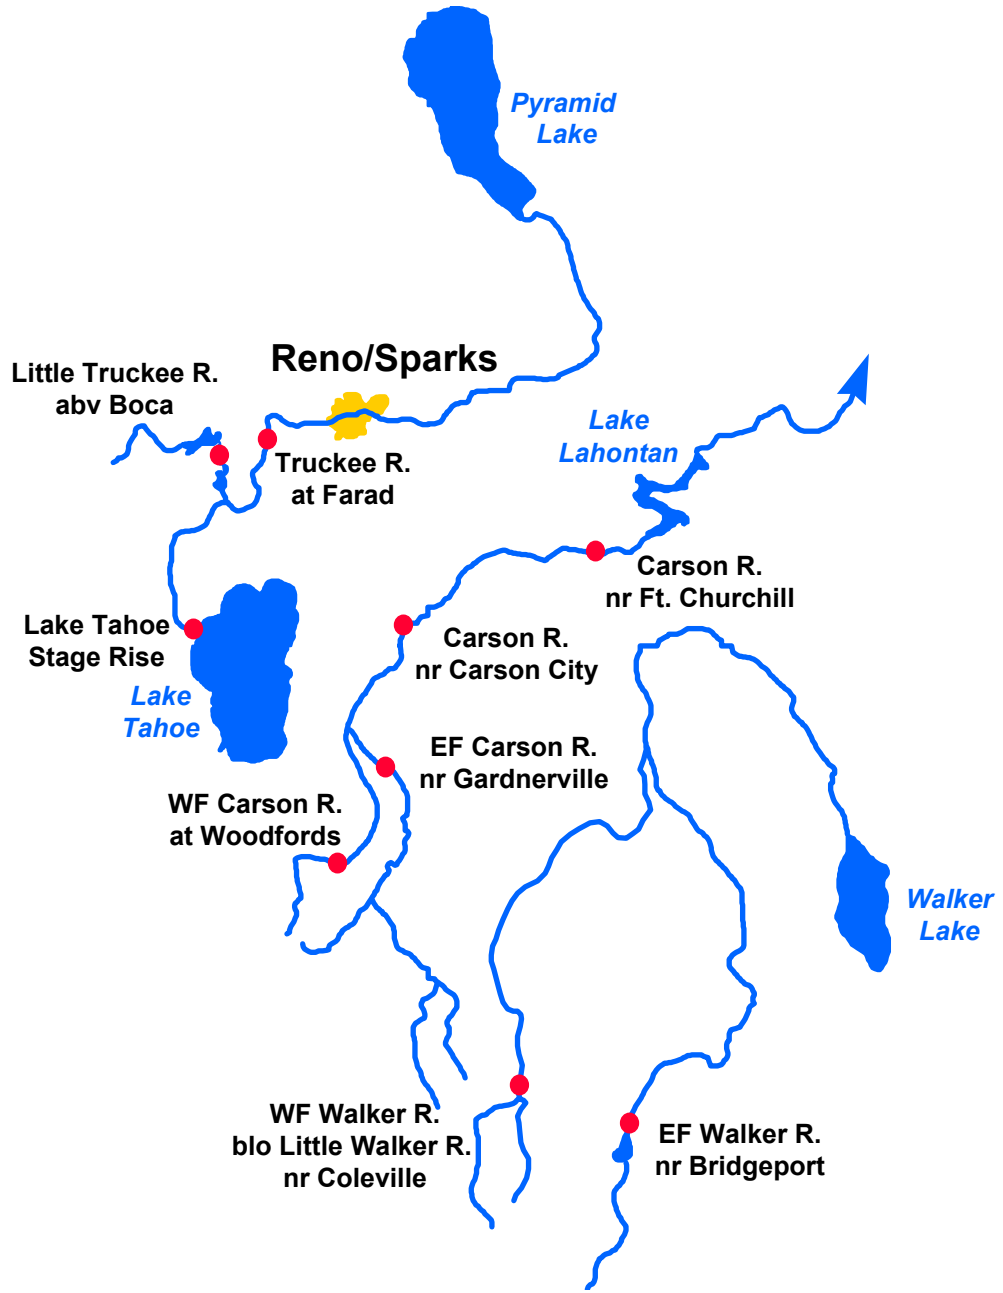 Pyramid
Lake
Reno/Sparks
Little Truckee R.
abv Boca
Lake
Lahontan
Truckee R.
at Farad
Carson R.
nr Ft. Churchill
Lake Tahoe
Stage Rise
Carson R.
nr Carson City
Lake
Tahoe
EF Carson R.
nr Gardnerville
WF Carson R.
at Woodfords
Walker
Lake
WF Walker R.
blo Little Walker R.
nr Coleville
EF Walker R.
nr Bridgeport